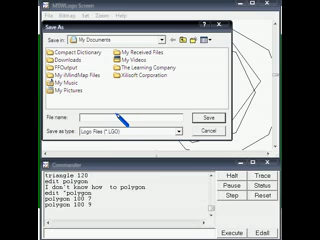 MSWLogo Screen
File Bitmap Set Zoom Help
Save As
Save in: My Documents
Compact Dictionary
Downloads
FFOutput
My iMindMap Files
My Music
My Pictures
My Received Files
My Videos
The Learning Company
Xilisoft Corporation
File name:
Save
Save as type: Logo Files (*.LGO)
Cancel
Commander
triangle 120
edit polygon
I don't know how to polygon
edit "polygon
polygon 100 7
polygon 100 9
Halt Trace
Pause Status
Step Reset
Execute Edall